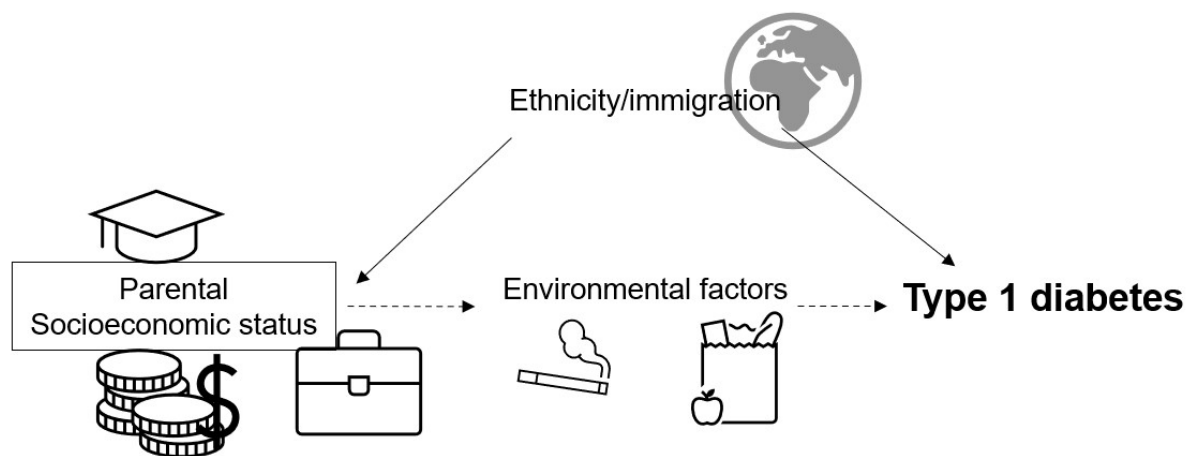 Ethnicity/immigration
Parental
Socioeconomic status
Environmental factors
Type 1 diabetes
$